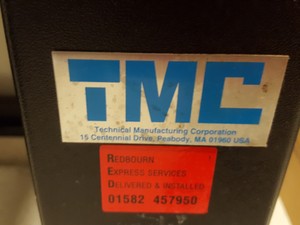 TMC
Technical Manufacturing Corporation
15 Centennial Drive, Peabody, MA 01960 USA
REDBOURN
EXPRESS SERVICES
DELIVERED & INSTALLED
01582 457950